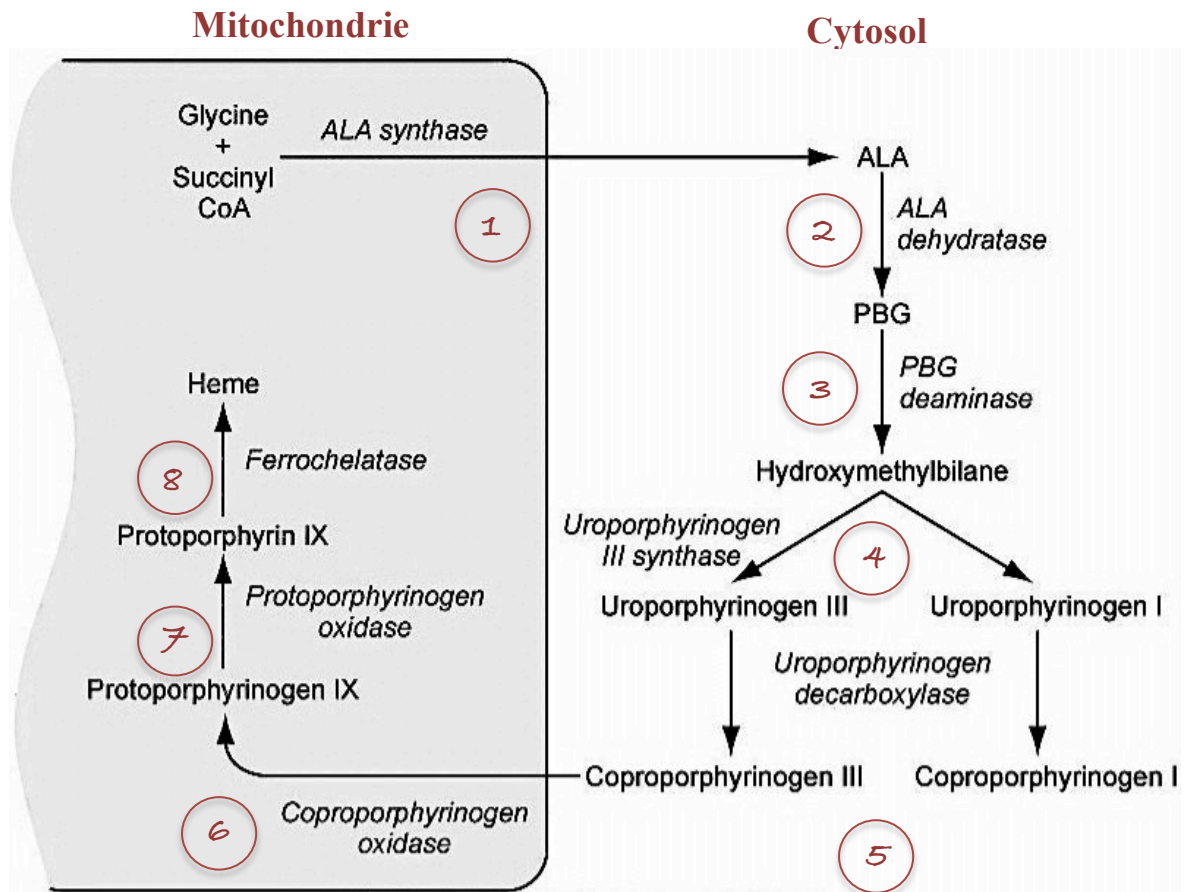 Mitochondrie
Cytosol
Glycine
+
Succinyl
CoA
ALA synthase
1
ALA
2
ALA
dehydratase
PBG
3
PBG
deaminase
Hydroxymethylbilane
Uroporphyrinogen
III synthase
4
Uroporphyrinogen III
Uroporphyrinogen I
Uroporphyrinogen
decarboxylase
Coproporphyrinogen III
Coproporphyrinogen I
5
Coproporphyrinogen
oxidase
6
Protoporphyrinogen IX
7
Protoporphyrinogen
oxidase
Protoporphyrin IX
8
Ferrochelatase
Heme